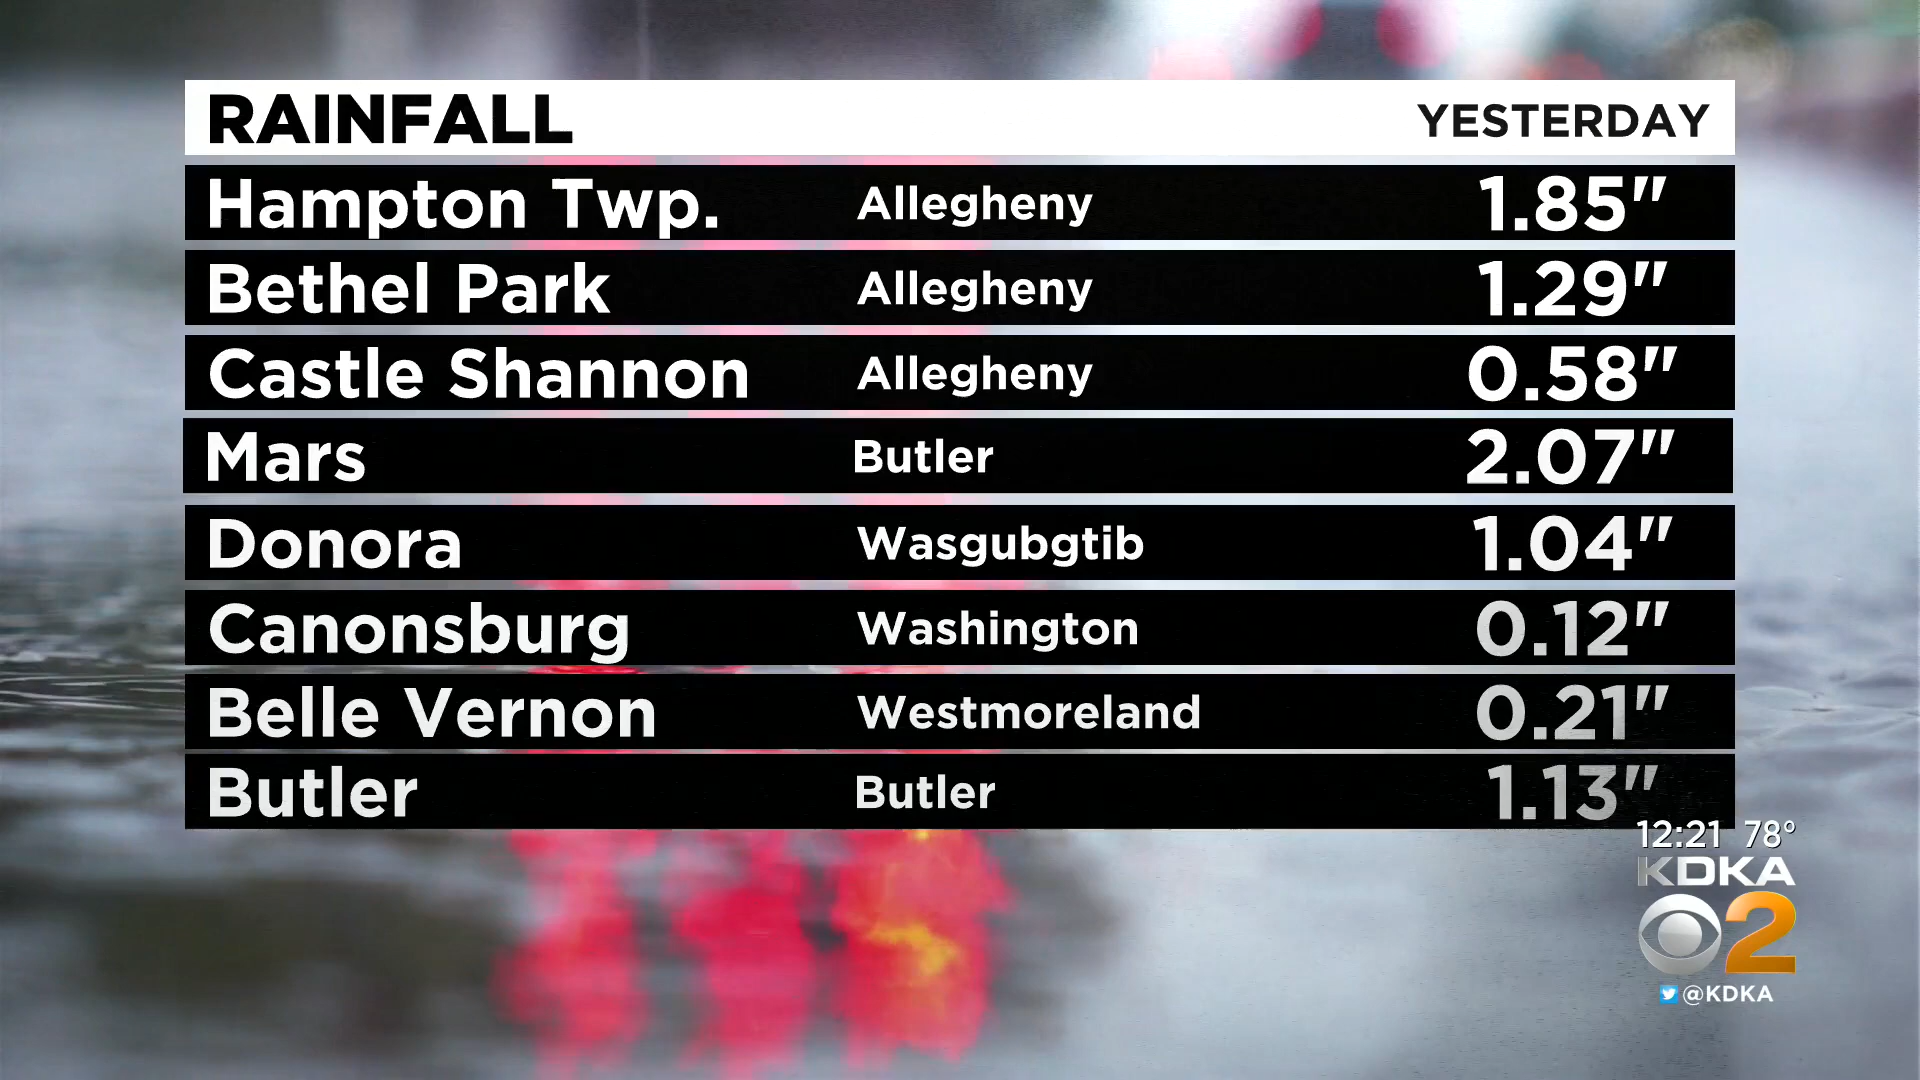 RAINFALL YESTERDAY
Hampton Twp. Allegheny 1.85"
Bethel Park Allegheny 1.29"
Castle Shannon Allegheny 0.58"
Mars Butler 2.07"
Donora Wasgubgtib 1.04"
Canonsburg Washington 0.12"
Belle Vernon Westmoreland 0.21"
Butler Butler 1.13"
12:21 78°
KDKA
2
@KDKA